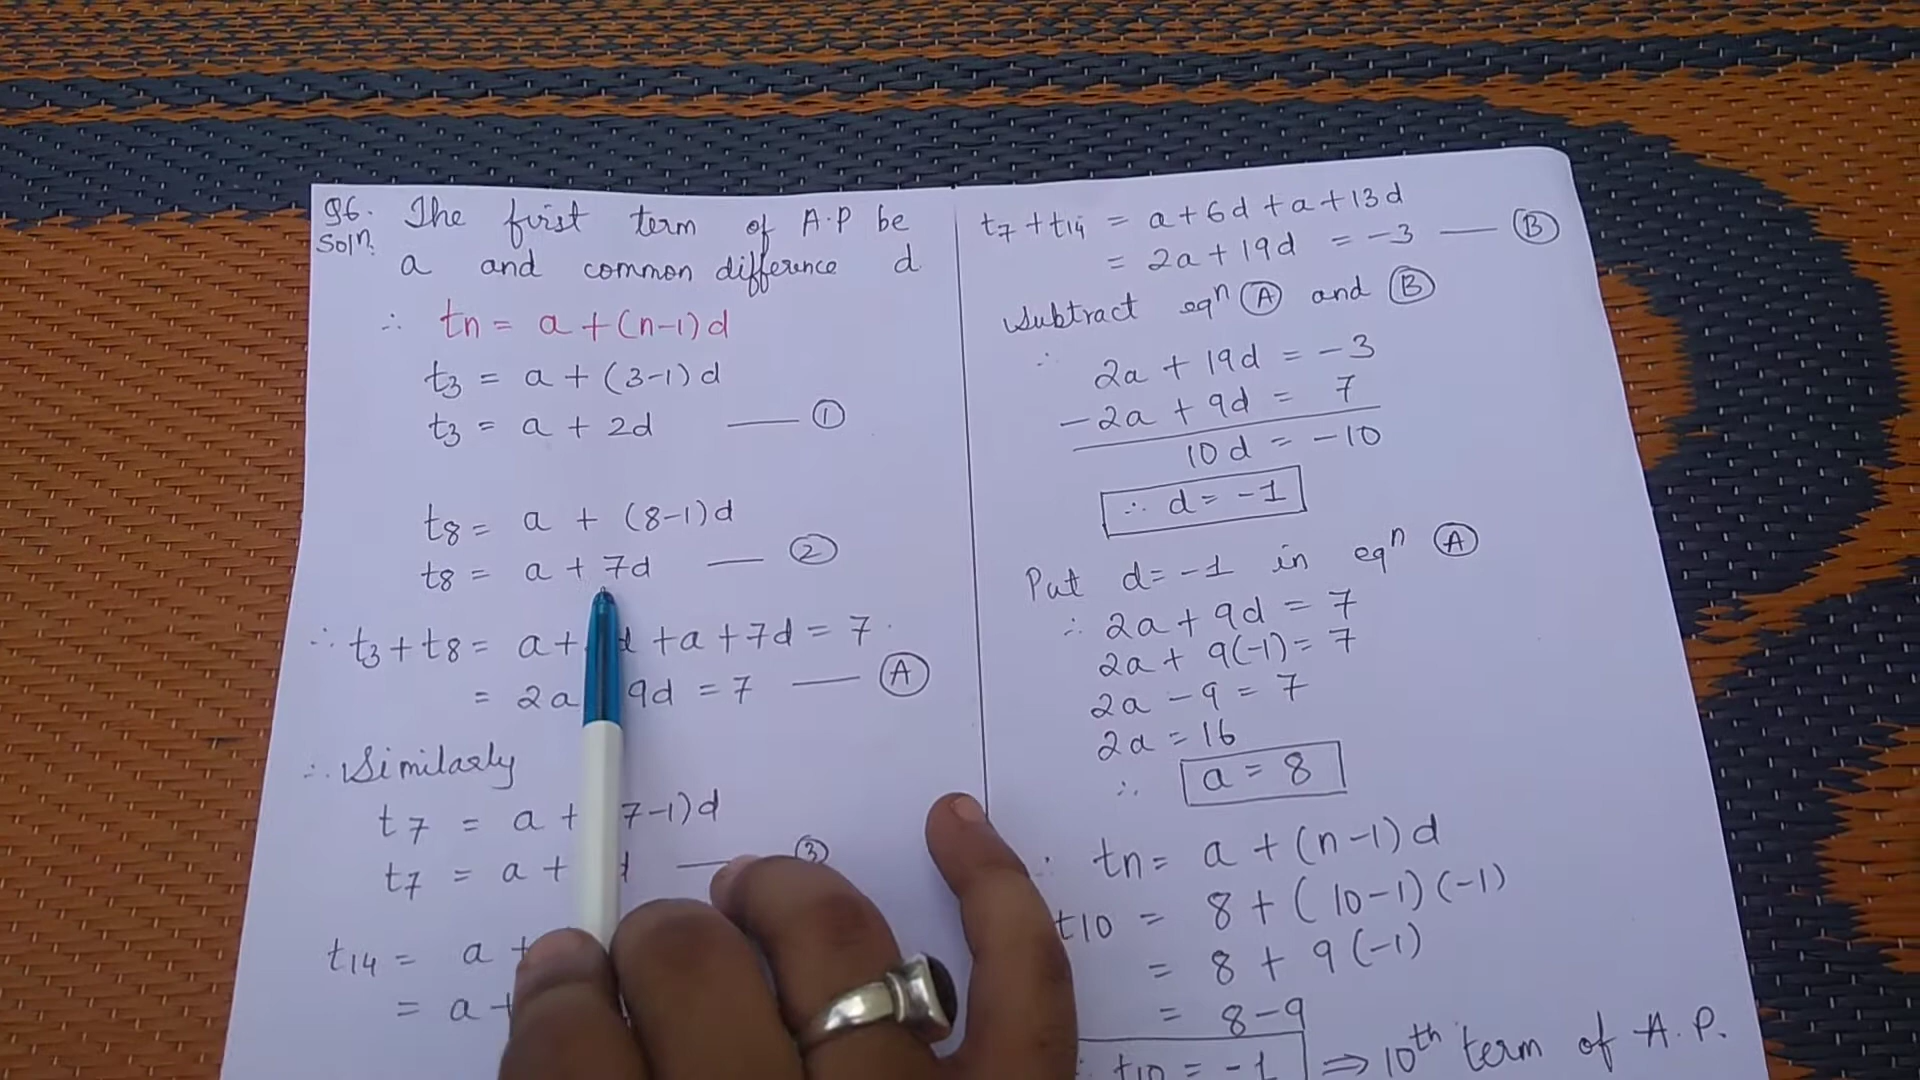 Q6. The first term of A.P be
Soln. a and common difference d
∴ tn = a + (n-1)d
t3 = a + (3-1)d
t3 = a + 2d —— ①
t8 = a + (8-1)d
t8 = a + 7d —— ②
∴ t3 + t8 = a + d + a + 7d = 7
= 2a 9d = 7 —— Ⓐ
∴ Similarly
t7 = a + 7-1)d
t7 = a + d —— ③
t14 = a +
= a +
t7 + t14 = a + 6d + a + 13d
= 2a + 19d = -3 —— Ⓑ
Subtract eqn Ⓐ and Ⓑ
∴ 2a + 19d = -3
-2a + 9d = 7
10d = -10
∴ d = -1
Put d = -1 in eqn Ⓐ
∴ 2a + 9d = 7
2a + 9(-1) = 7
2a - 9 = 7
2a = 16
∴ a = 8
∴ tn = a + (n-1)d
t10 = 8 + (10-1)(-1)
= 8 + 9(-1)
= 8-9
∴ t10 = -1 ⇒ 10th term of A.P.